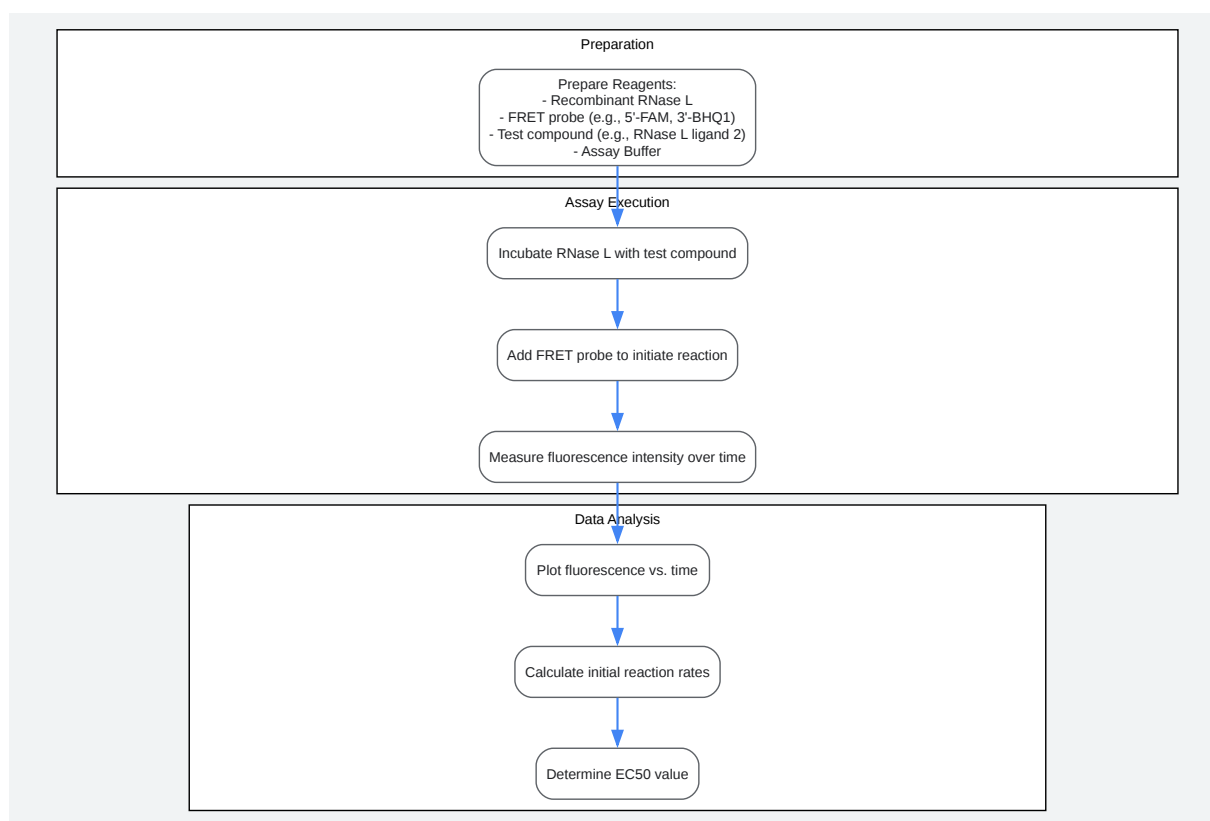 Preparation
Prepare Reagents:
- Recombinant RNase L
- FRET probe (e.g., 5'-FAM, 3'-BHQ1)
- Test compound (e.g., RNase L ligand 2)
- Assay Buffer
Assay Execution
Incubate RNase L with test compound
Add FRET probe to initiate reaction
Measure fluorescence intensity over time
Data Analysis
Plot fluorescence vs. time
Calculate initial reaction rates
Determine EC50 value